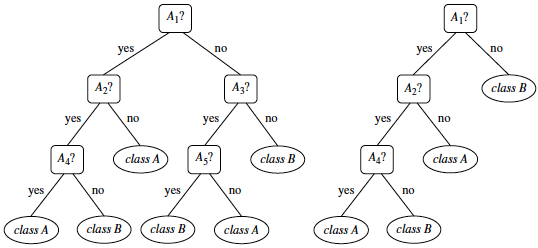 A₁? A₁?
yes no yes no
A₂? A₃? A₂? class B
yes no yes no yes no
A₄? class A A₅? class B A₄? class A
yes no yes no yes no
class A class B class B class A class A class B